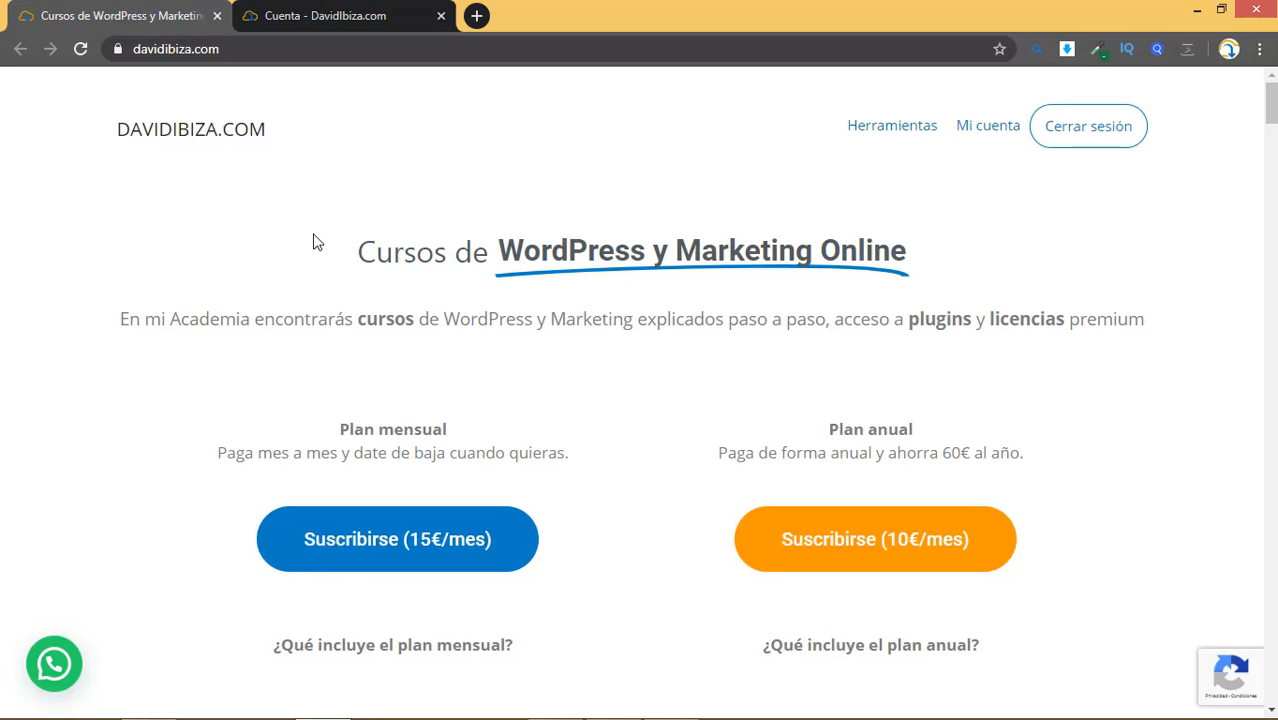 Cursos de WordPress y Marketin
Cuenta - DavidIbiza.com
davidibiza.com
IQ
DAVIDIBIZA.COM
Herramientas
Mi cuenta
Cerrar sesión
Cursos de WordPress y Marketing Online
En mi Academia encontrarás cursos de WordPress y Marketing explicados paso a paso, acceso a plugins y licencias premium
Plan mensual
Paga mes a mes y date de baja cuando quieras.
Suscribirse (15€/mes)
¿Qué incluye el plan mensual?
Plan anual
Paga de forma anual y ahorra 60€ al año.
Suscribirse (10€/mes)
¿Qué incluye el plan anual?
Privacidad - Condiciones